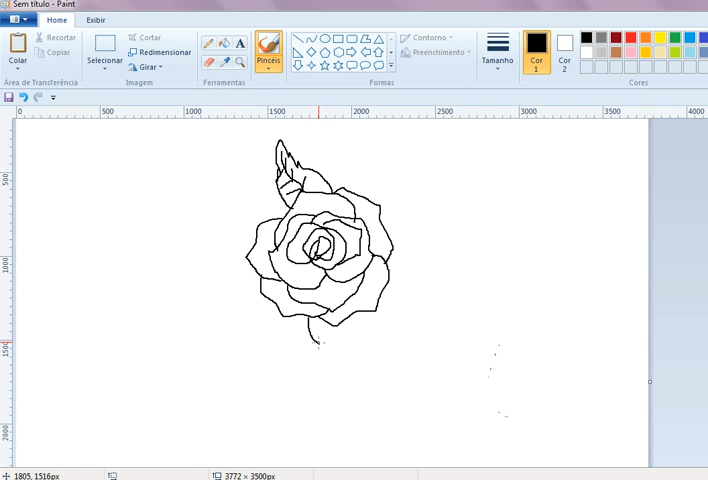 Sem título - Paint
Home Exibir
Colar
Recortar
Copiar
Área de Transferência
Selecionar
Cortar
Redimensionar
Girar
Imagem
A
Ferramentas
Pincéis
Contorno
Preenchimento
Formas
Tamanho
Cor
1
Cor
2
Cores
0 500 1000 1500 2000 2500 3000 3500 4000
500
1000
1500
2000
1805, 1516px 3772 × 3500px